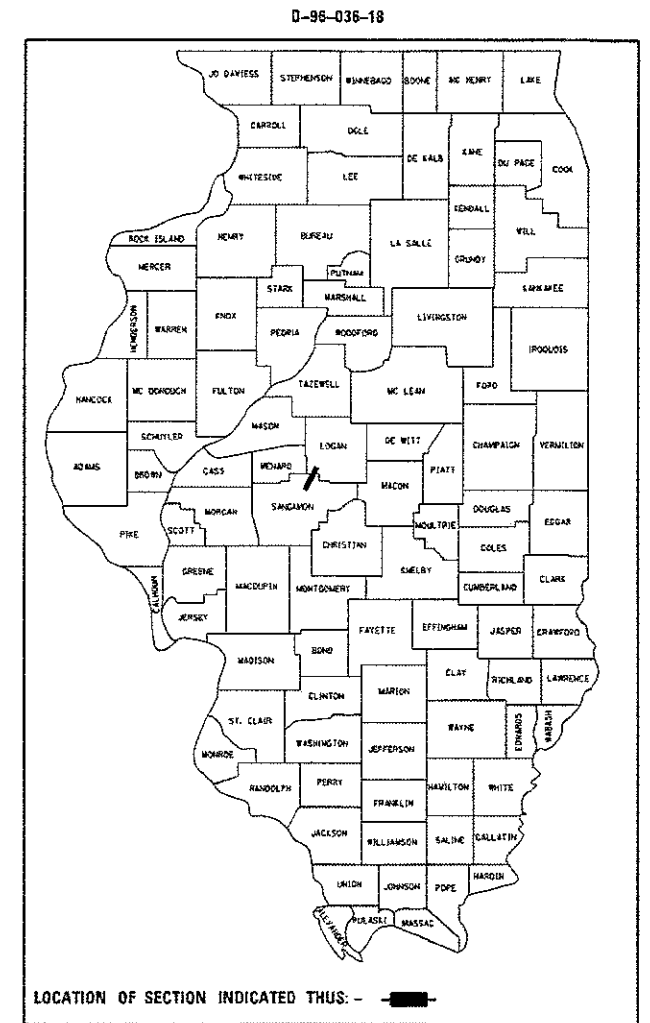 D-96-036-18
JO DAVIESS STEPHENSON WINNEBAGO BOONE MC HENRY LAKE
CARROLL OGLE DE KALB KANE DU PAGE COOK
WHITESIDE LEE
KENDALL
ROCK ISLAND HENRY BUREAU LA SALLE WILL
GRUNDY
MERCER PUTNAM
STARK MARSHALL KANKAKEE
HENDERSON WARREN KNOX PEORIA WOODFORD LIVINGSTON IROQUOIS
HANCOCK MC DONOUGH FULTON TAZEWELL MC LEAN FORD
MASON
SCHUYLER LOGAN DE WITT CHAMPAIGN VERMILION
ADAMS BROWN CASS MENARD PIATT
MACON
SANGAMON
PIKE SCOTT MORGAN CHRISTIAN MOULTRIE DOUGLAS EDGAR
COLES
GREENE MACOUPIN MONTGOMERY SHELBY CUMBERLAND CLARK
CALHOUN JERSEY
FAYETTE EFFINGHAM JASPER CRAWFORD
MADISON BOND
CLAY RICHLAND LAWRENCE
CLINTON MARION
ST. CLAIR WAYNE EDWARDS WABASH
MONROE WASHINGTON JEFFERSON
RANDOLPH PERRY HAMILTON WHITE
FRANKLIN
JACKSON WILLIAMSON SALINE GALLATIN
UNION JOHNSON POPE HARDIN
ALEXANDER PULASKI MASSAC
LOCATION OF SECTION INDICATED THUS: -